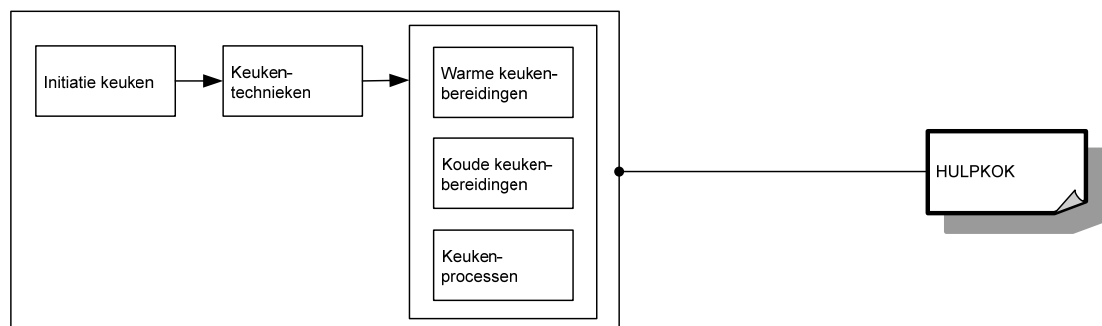 Initiatie keuken
Keuken-
technieken
Warme keuken-
bereidingen
Koude keuken-
bereidingen
Keuken-
processen
HULPKOK